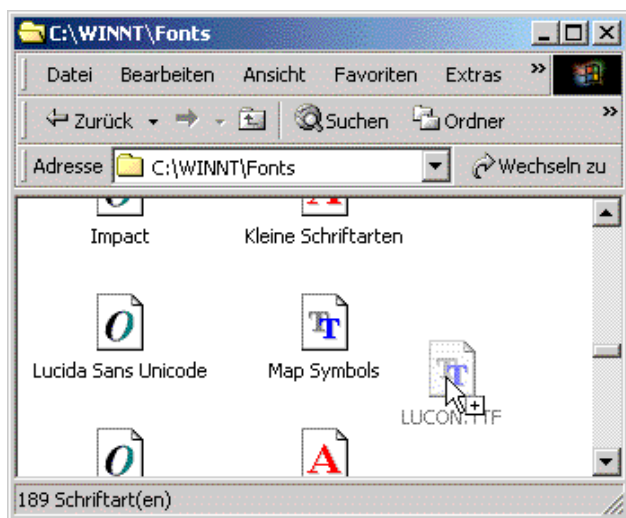 C:\WINNT\Fonts
Datei Bearbeiten Ansicht Favoriten Extras »
Zurück Suchen Ordner »
Adresse C:\WINNT\Fonts Wechseln zu
Impact Kleine Schriftarten
Lucida Sans Unicode Map Symbols
LUCON.TTF
189 Schriftart(en)